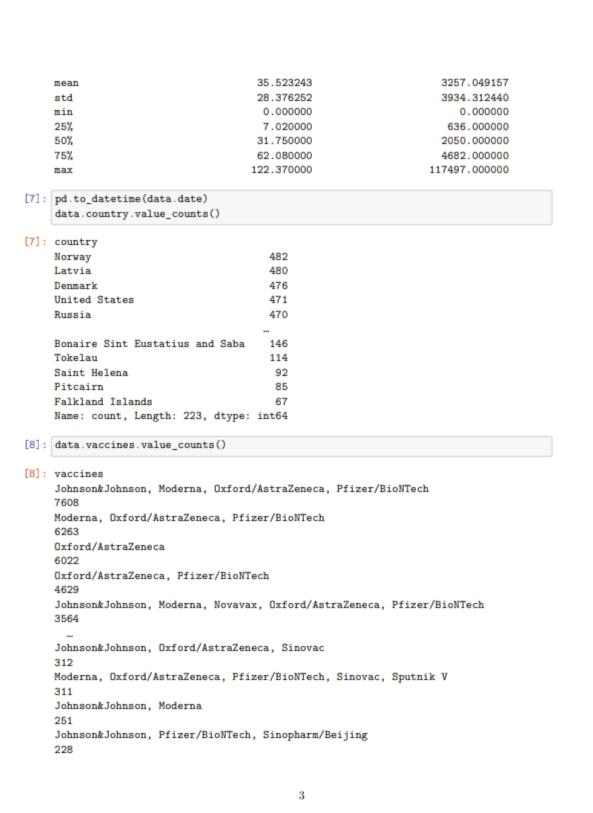 mean 35.523243 3257.049157
std 28.376252 3934.312440
min 0.000000 0.000000
25% 7.020000 636.000000
50% 31.750000 2050.000000
75% 62.080000 4682.000000
max 122.370000 117497.000000
[7]: pd.to_datetime(data.date)
data.country.value_counts()
[7]: country
Norway 482
Latvia 480
Denmark 476
United States 471
Russia 470
…
Bonaire Sint Eustatius and Saba 146
Tokelau 114
Saint Helena 92
Pitcairn 85
Falkland Islands 67
Name: count, Length: 223, dtype: int64
[8]: data.vaccines.value_counts()
[8]: vaccines
Johnson&Johnson, Moderna, Oxford/AstraZeneca, Pfizer/BioNTech
7608
Moderna, Oxford/AstraZeneca, Pfizer/BioNTech
6263
Oxford/AstraZeneca
6022
Oxford/AstraZeneca, Pfizer/BioNTech
4629
Johnson&Johnson, Moderna, Novavax, Oxford/AstraZeneca, Pfizer/BioNTech
3564
…
Johnson&Johnson, Oxford/AstraZeneca, Sinovac
312
Moderna, Oxford/AstraZeneca, Pfizer/BioNTech, Sinovac, Sputnik V
311
Johnson&Johnson, Moderna
251
Johnson&Johnson, Pfizer/BioNTech, Sinopharm/Beijing
228
3